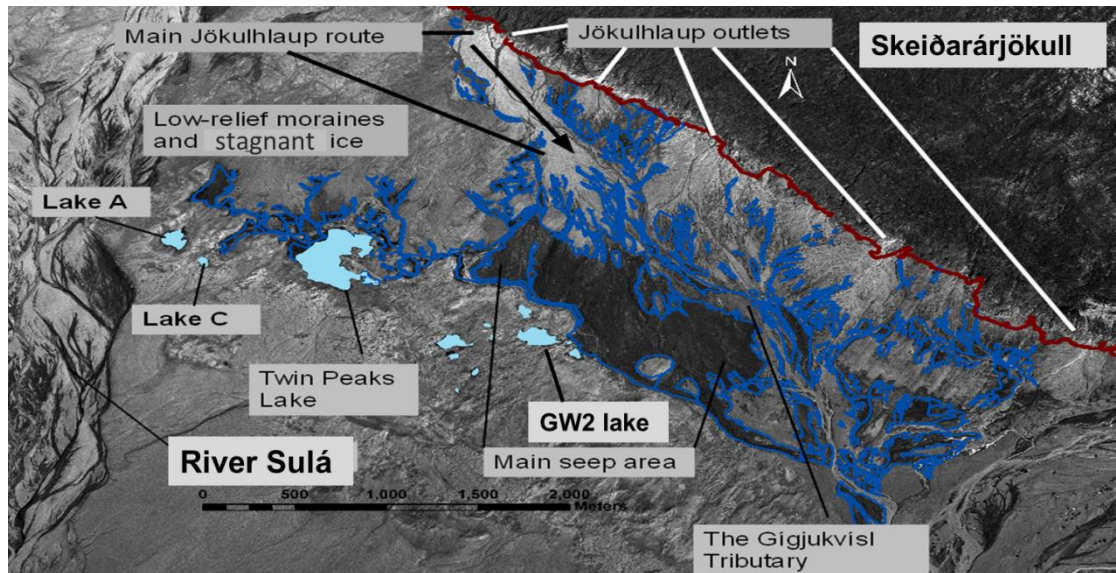 Main Jökulhlaup route
Jökulhlaup outlets
Skeiðarárjökull
N
Low-relief moraines
and stagnant ice
Lake A
Lake C
Twin Peaks
Lake
GW2 lake
River Sulá
Main seep area
0 500 1,000 1,500 2,000
Meters
The Gígjukvísl
Tributary